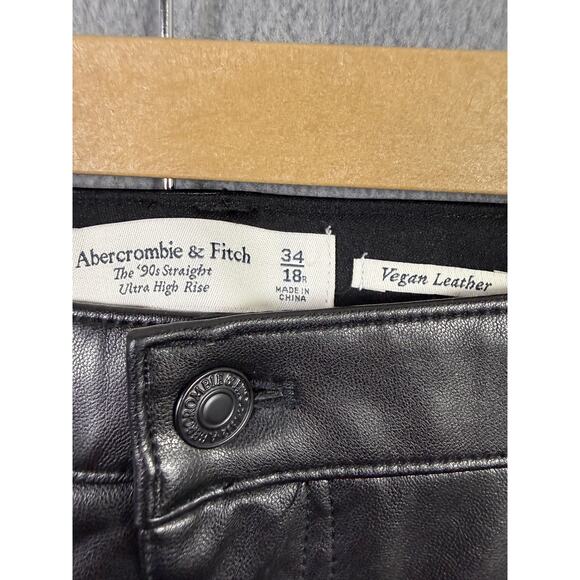 Abercrombie & Fitch
The '90s Straight
Ultra High Rise
34
18R
MADE IN
CHINA
Vegan Leather